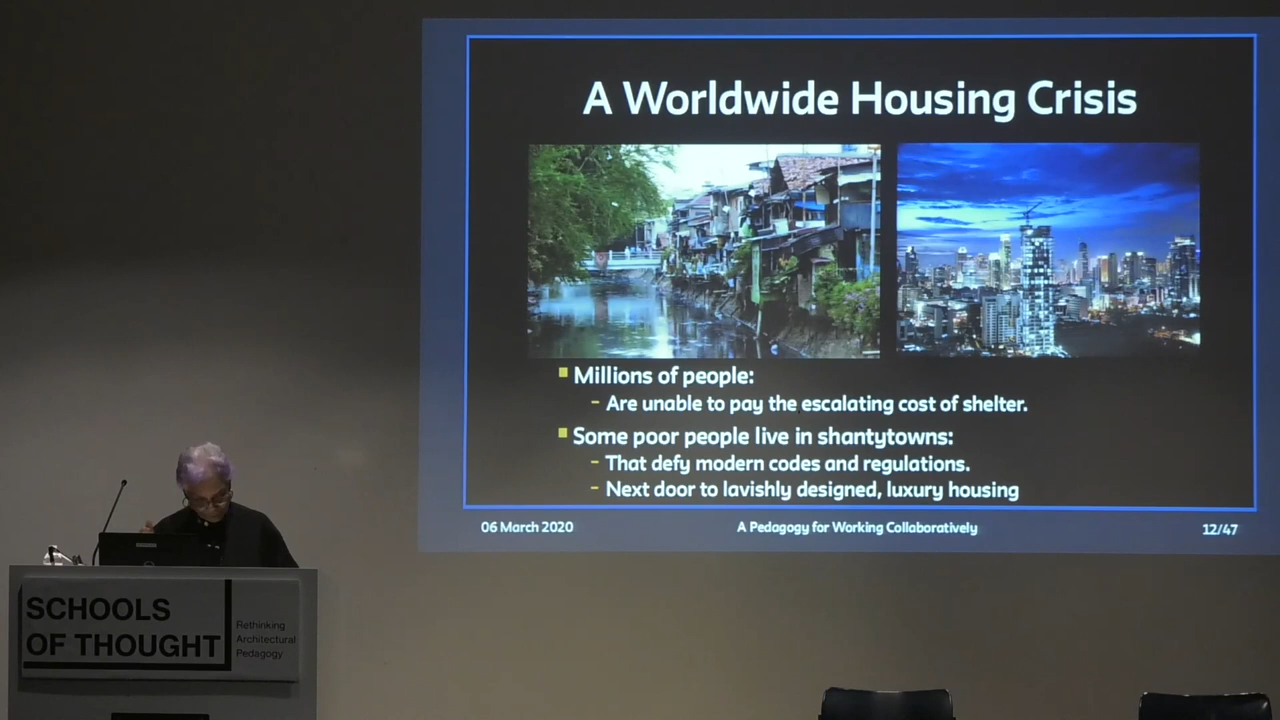 A Worldwide Housing Crisis
Millions of people:
- Are unable to pay the escalating cost of shelter.
Some poor people live in shantytowns:
- That defy modern codes and regulations.
- Next door to lavishly designed, luxury housing
06 March 2020
A Pedagogy for Working Collaboratively
12/47
SCHOOLS
OF THOUGHT
Rethinking
Architectural
Pedagogy